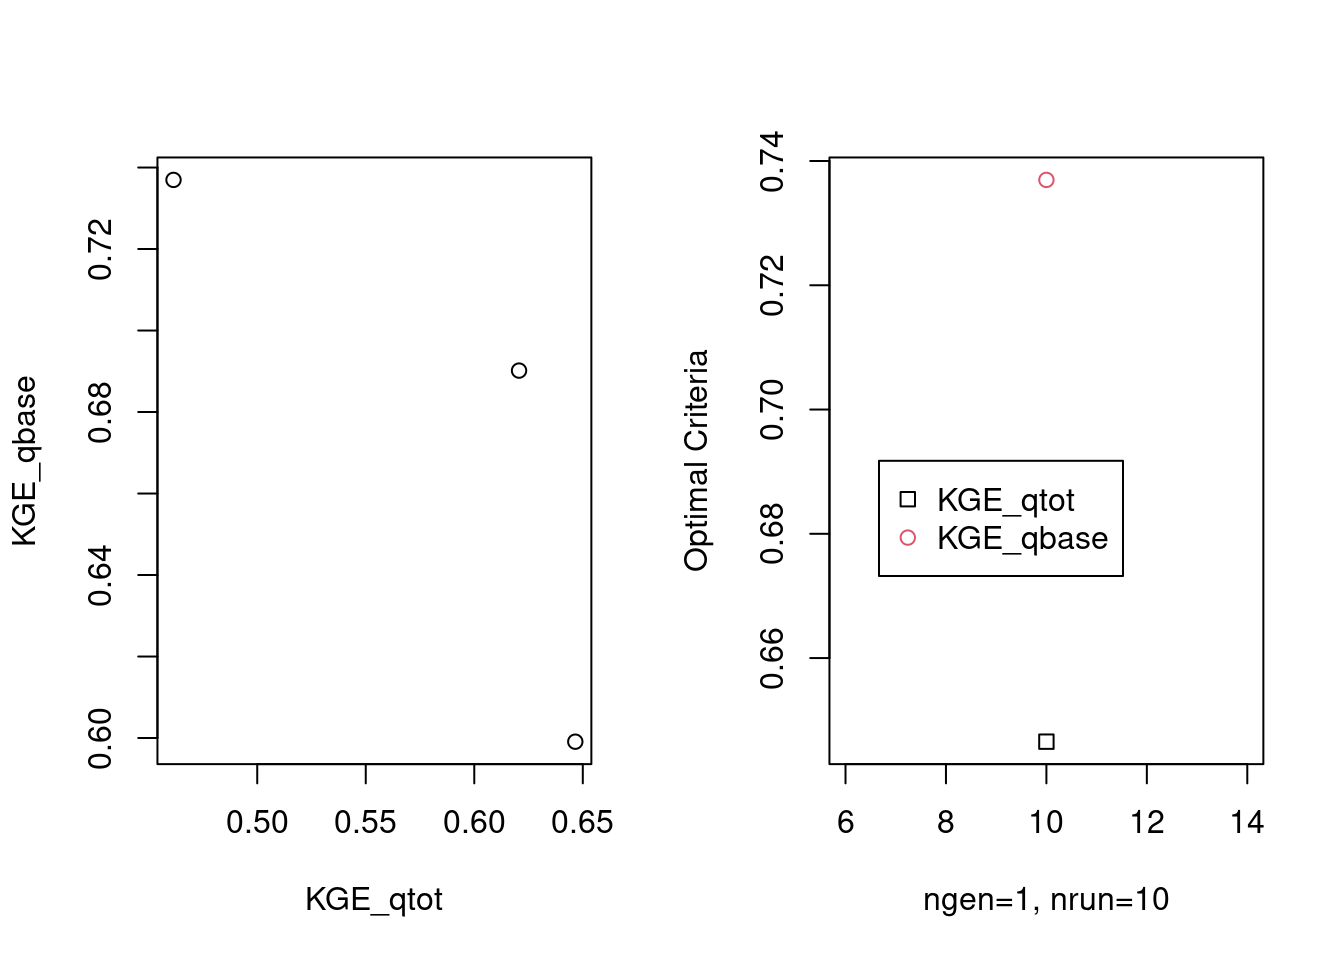 KGE_qbase
0.72
0.68
0.64
0.60
0.50 0.55 0.60 0.65
KGE_qtot
Optimal Criteria
0.74
0.72
0.70
0.68
0.66
KGE_qtot
KGE_qbase
6 8 10 12 14
ngen=1, nrun=10